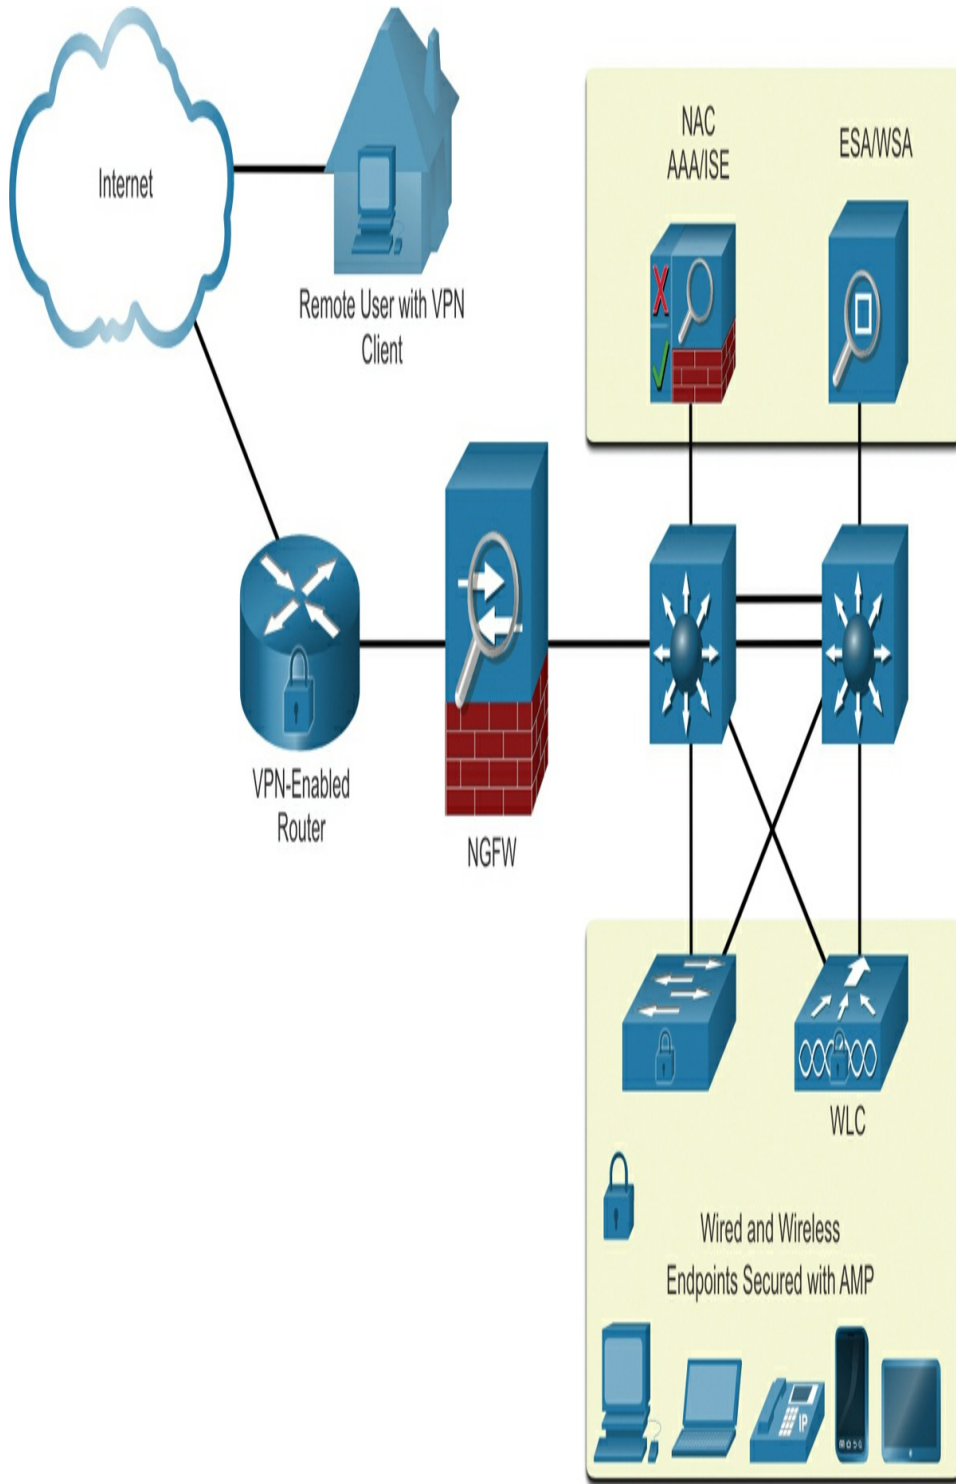 Internet
Remote User with VPN
Client
NAC
AAA/ISE
ESA/WSA
VPN-Enabled
Router
NGFW
WLC
Wired and Wireless
Endpoints Secured with AMP
IP